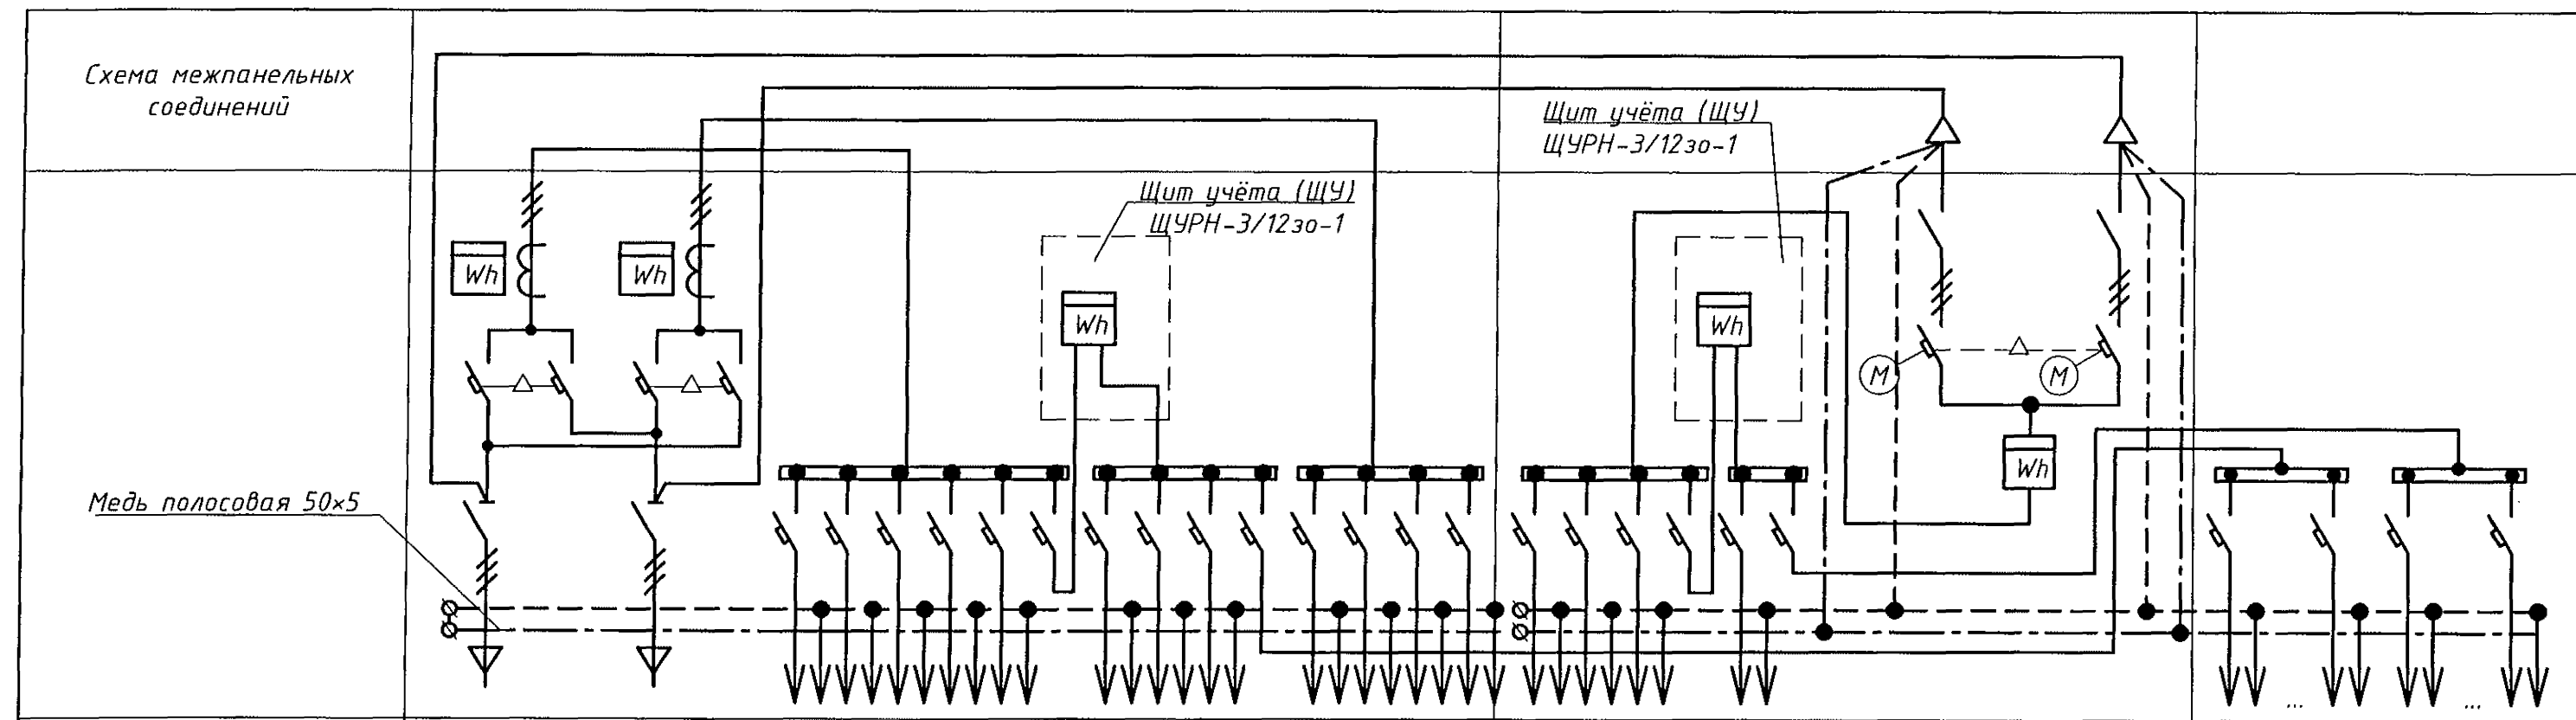 Схема межпанельных
соединений
Щит учёта (ЩУ)
ЩУРН-3/12зо-1
Щит учёта (ЩУ)
ЩУРН-3/12зо-1
Wh
Wh
Wh
Wh
M
M
Wh
Медь полосовая 50×5
...
...